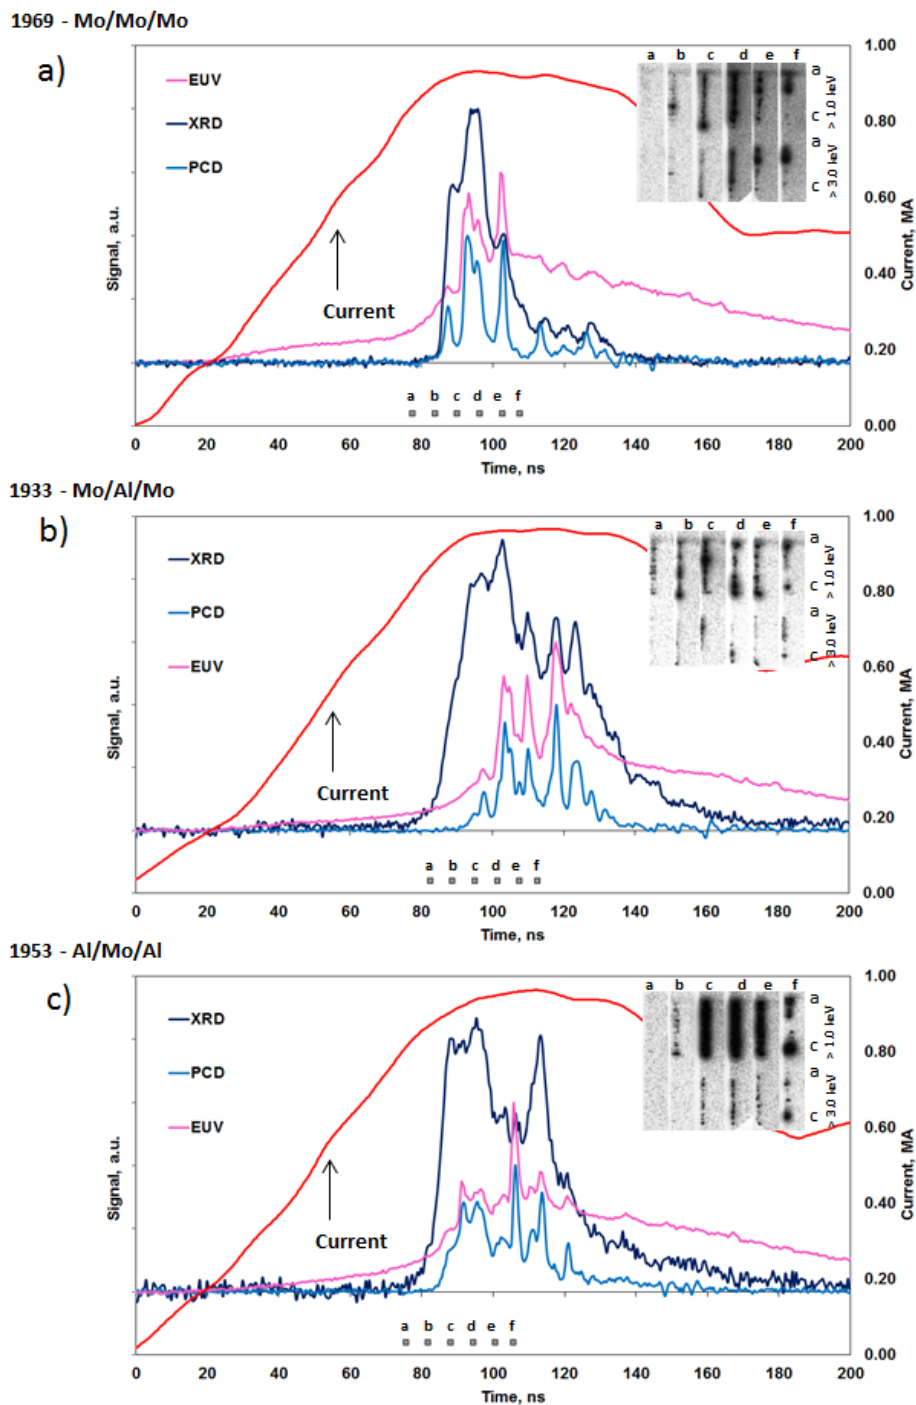 1969 - Mo/Mo/Mo
a)
EUV
XRD
PCD
Current
Signal, a.u.
Current, MA
1.00
0.80
0.60
0.40
0.20
0.00
a b c d e f
a
c
> 1.0 keV
a
c
> 3.0 keV
a b c d e f
0 20 40 60 80 100 120 140 160 180 200
Time, ns
1933 - Mo/Al/Mo
b)
XRD
PCD
EUV
Current
Signal, a.u.
Current, MA
1.00
0.80
0.60
0.40
0.20
0.00
a b c d e f
a
c
> 1.0 keV
a
c
> 3.0 keV
a b c d e f
0 20 40 60 80 100 120 140 160 180 200
Time, ns
1953 - Al/Mo/Al
c)
XRD
PCD
EUV
Current
Signal, a.u.
Current, MA
1.00
0.80
0.60
0.40
0.20
0.00
a b c d e f
a
c
> 1.0 keV
a
c
> 3.0 keV
a b c d e f
0 20 40 60 80 100 120 140 160 180 200
Time, ns